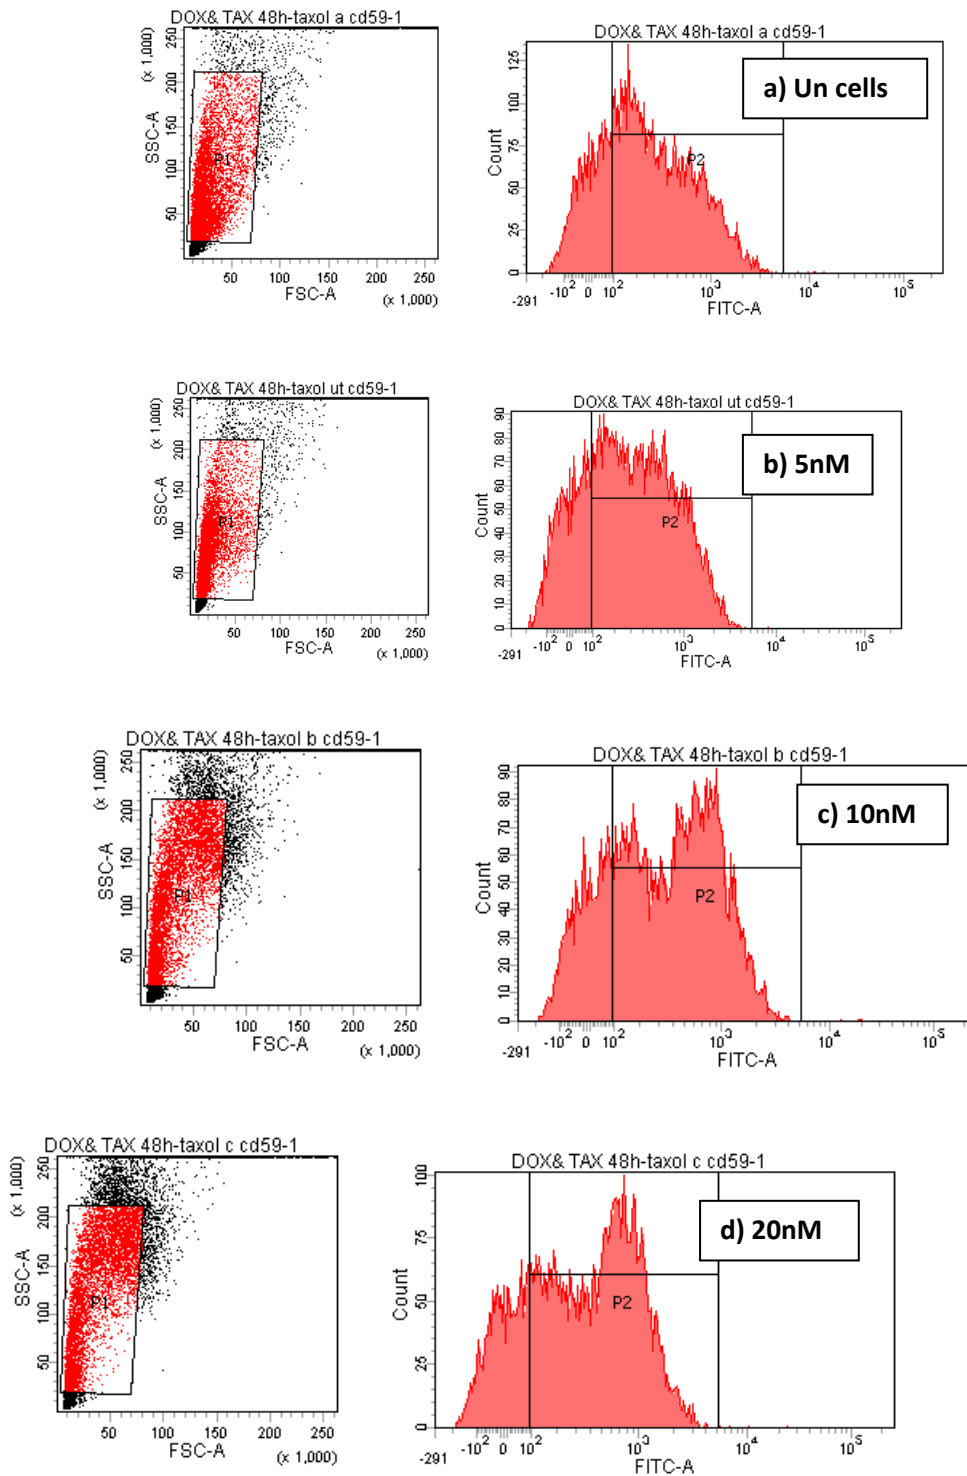 DOX& TAX 48h-taxol a cd59-1
(x 1,000)
SSC-A
250
200
150
100
50
P1
50 100 150 200 250
FSC-A
(x 1,000)
DOX& TAX 48h-taxol a cd59-1
a) Un cells
Count
125
100
75
50
25
0
P2
-291 -10² 0 10² 10³ 10⁴ 10⁵
FITC-A
DOX& TAX 48h-taxol ut cd59-1
(x 1,000)
SSC-A
250
200
150
100
50
P1
50 100 150 200 250
FSC-A
(x 1,000)
DOX& TAX 48h-taxol ut cd59-1
b) 5nM
Count
90
80
70
60
50
40
30
20
10
0
P2
-291 -10² 0 10² 10³ 10⁴ 10⁵
FITC-A
DOX& TAX 48h-taxol b cd59-1
(x 1,000)
SSC-A
250
200
150
100
50
P1
50 100 150 200 250
FSC-A
(x 1,000)
DOX& TAX 48h-taxol b cd59-1
c) 10nM
Count
90
80
70
60
50
40
30
20
10
0
P2
-291 -10² 0 10² 10³ 10⁴ 10⁵
FITC-A
DOX& TAX 48h-taxol c cd59-1
(x 1,000)
SSC-A
250
200
150
100
50
P1
50 100 150 200 250
FSC-A
(x 1,000)
DOX& TAX 48h-taxol c cd59-1
d) 20nM
Count
100
75
50
25
0
P2
-291 -10² 0 10² 10³ 10⁴ 10⁵
FITC-A